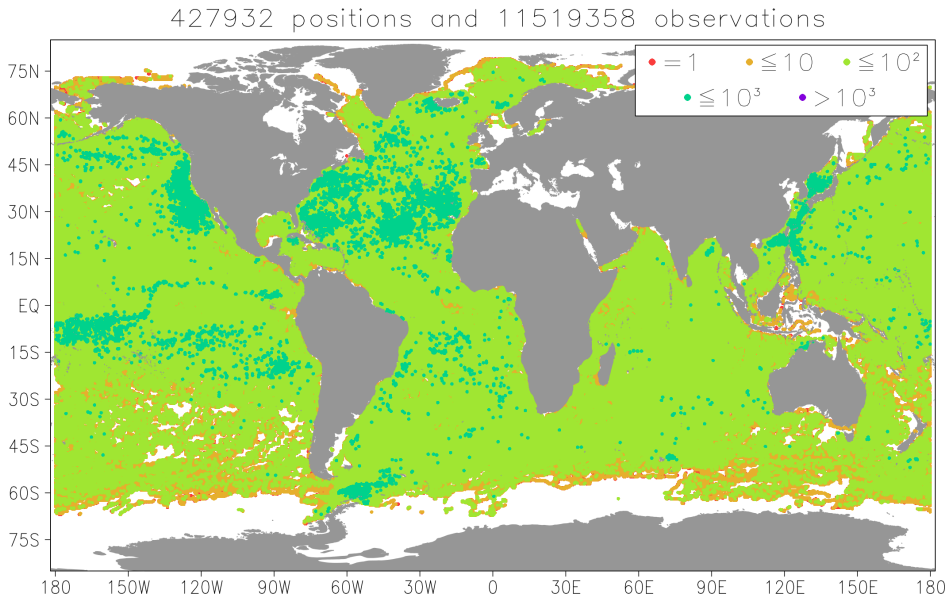 427932 positions and 11519358 observations
=1 ≦10 ≦10²
≦10³ >10³
75N
60N
45N
30N
15N
EQ
15S
30S
45S
60S
75S
180 150W 120W 90W 60W 30W 0 30E 60E 90E 120E 150E 180